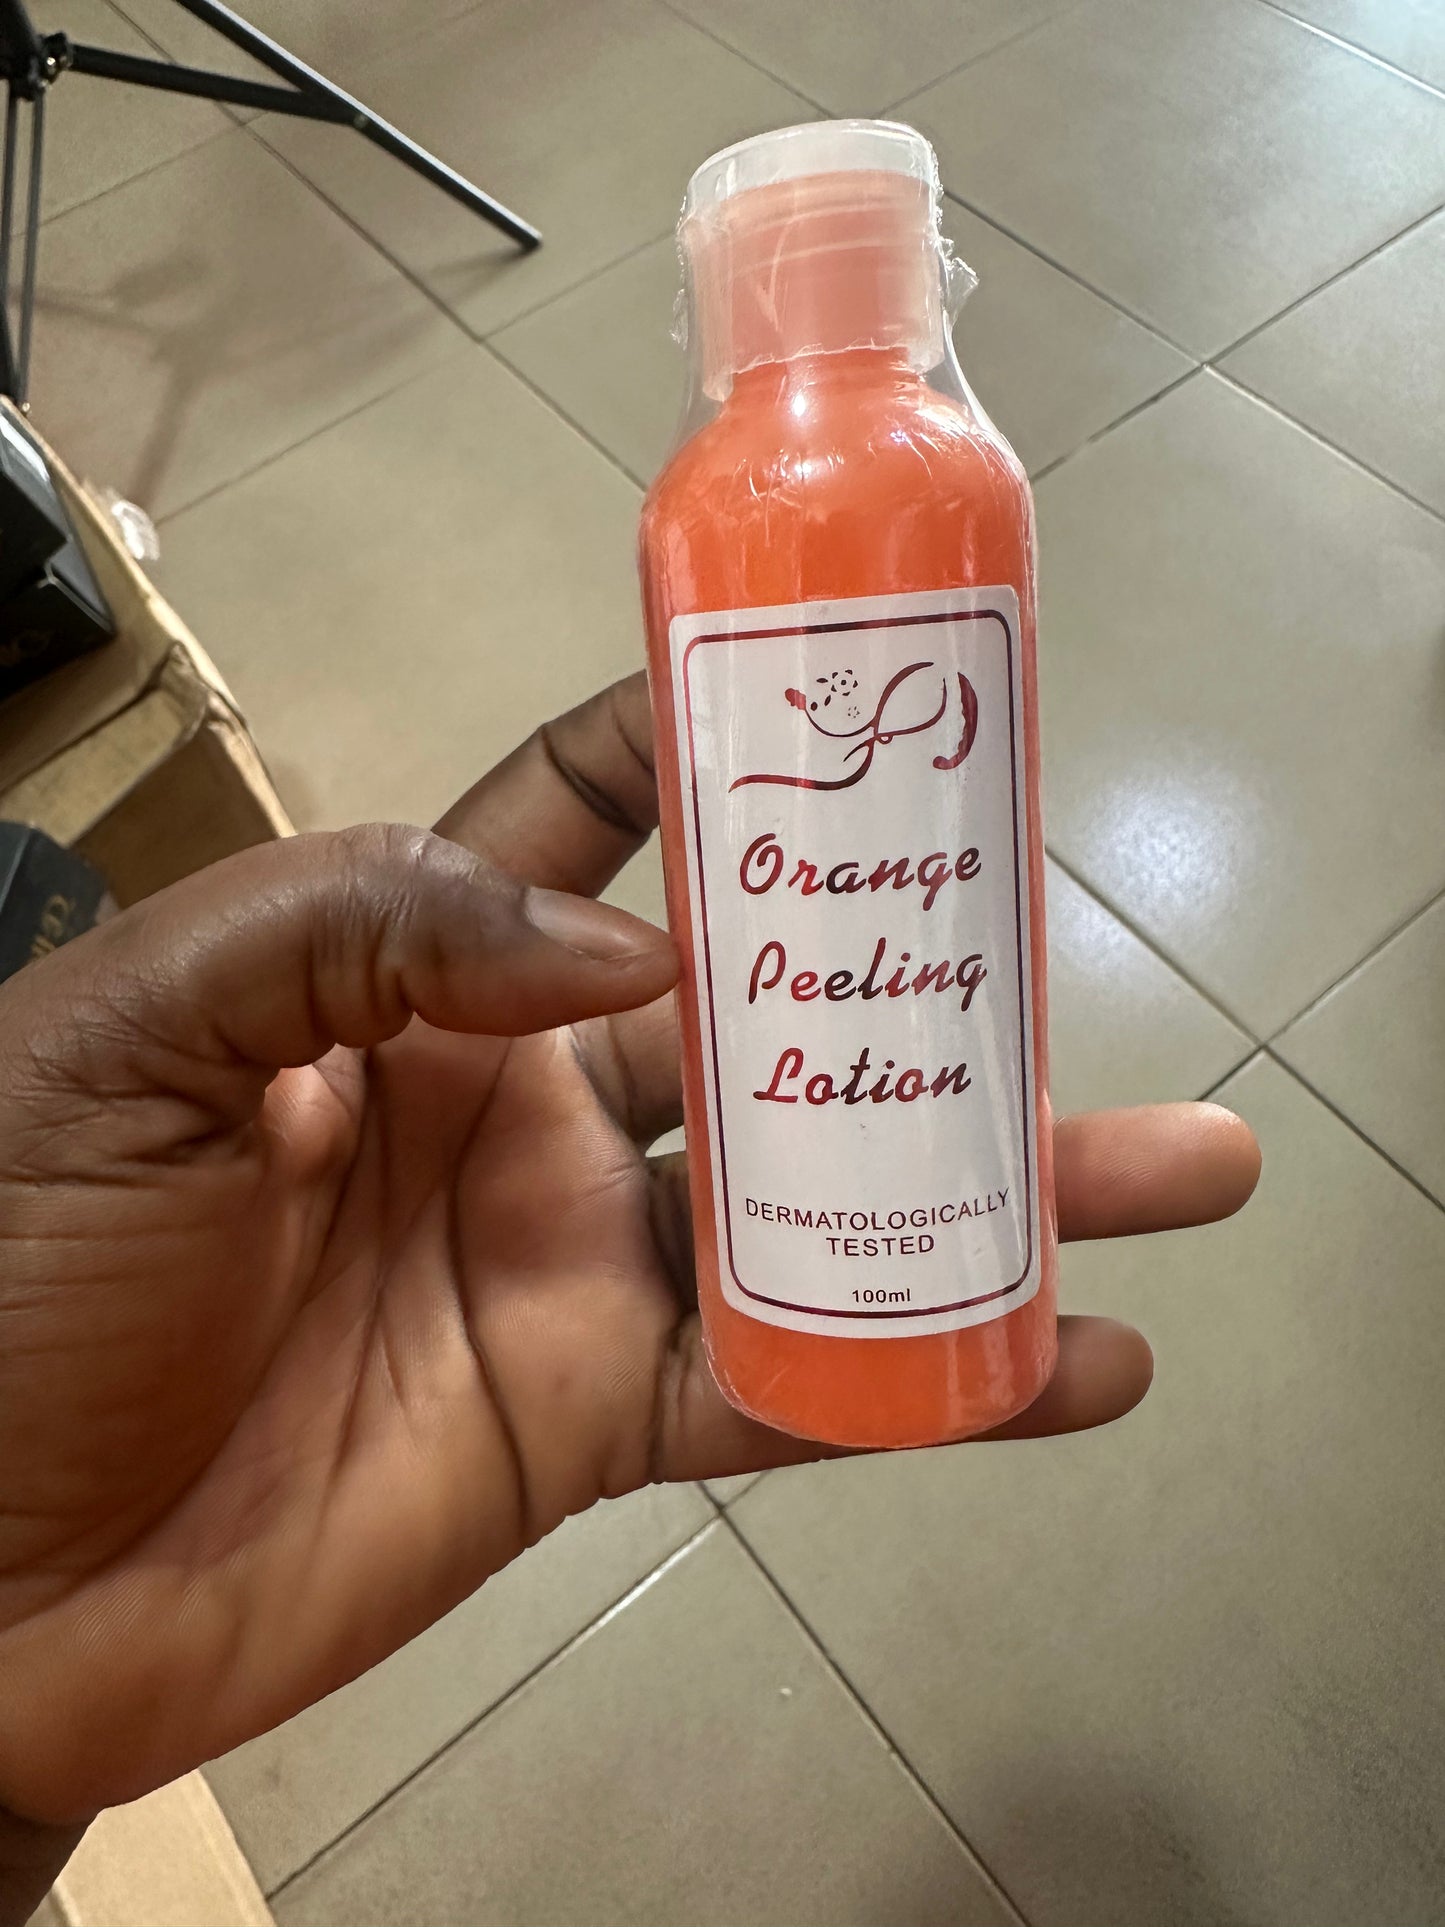 Orange
Peeling
Lotion
DERMATOLOGICALLY
TESTED
100ml